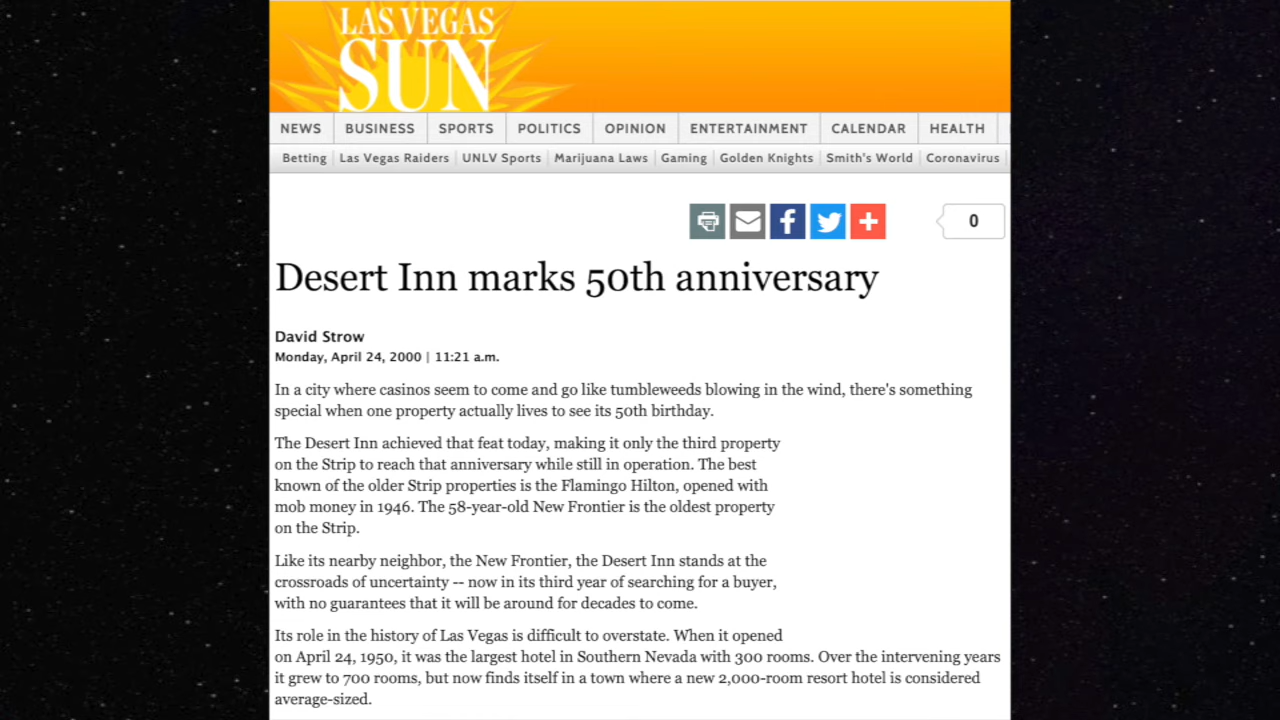 LAS VEGAS
SUN
NEWS BUSINESS SPORTS POLITICS OPINION ENTERTAINMENT CALENDAR HEALTH
Betting Las Vegas Raiders UNLV Sports Marijuana Laws Gaming Golden Knights Smith's World Coronavirus
0
Desert Inn marks 50th anniversary
David Strow
Monday, April 24, 2000 | 11:21 a.m.
In a city where casinos seem to come and go like tumbleweeds blowing in the wind, there's something
special when one property actually lives to see its 50th birthday.
The Desert Inn achieved that feat today, making it only the third property
on the Strip to reach that anniversary while still in operation. The best
known of the older Strip properties is the Flamingo Hilton, opened with
mob money in 1946. The 58-year-old New Frontier is the oldest property
on the Strip.
Like its nearby neighbor, the New Frontier, the Desert Inn stands at the
crossroads of uncertainty -- now in its third year of searching for a buyer,
with no guarantees that it will be around for decades to come.
Its role in the history of Las Vegas is difficult to overstate. When it opened
on April 24, 1950, it was the largest hotel in Southern Nevada with 300 rooms. Over the intervening years
it grew to 700 rooms, but now finds itself in a town where a new 2,000-room resort hotel is considered
average-sized.